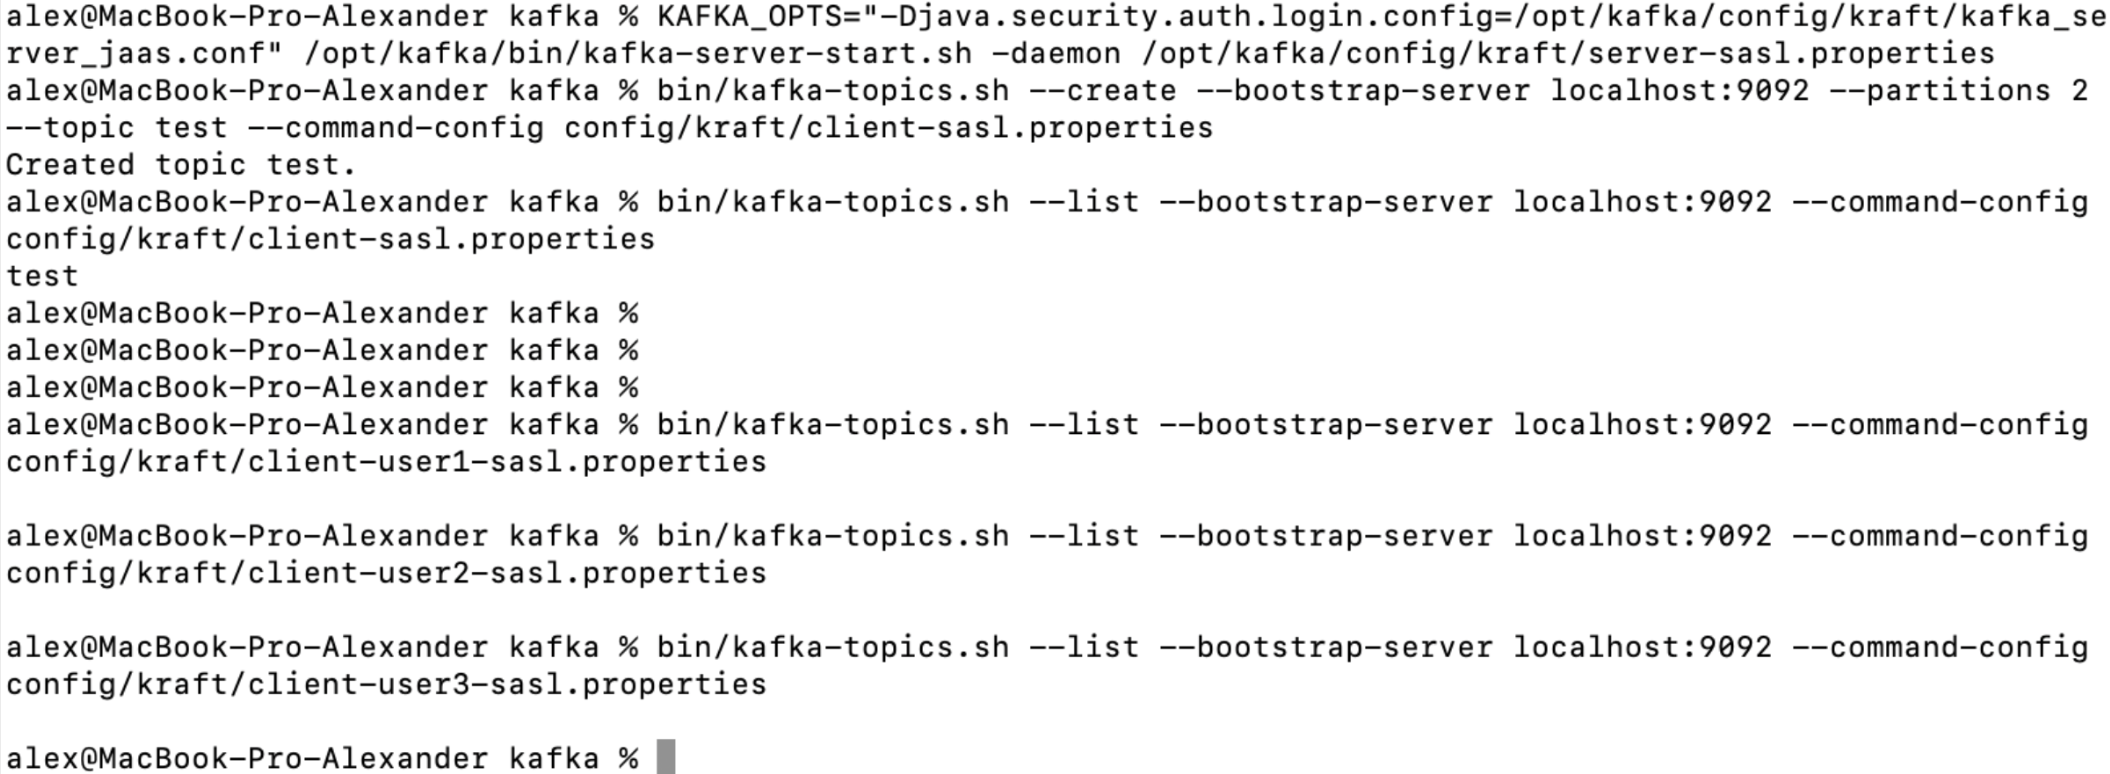 alex@MacBook-Pro-Alexander kafka % KAFKA_OPTS="-Djava.security.auth.login.config=/opt/kafka/config/kraft/kafka_se
rver_jaas.conf" /opt/kafka/bin/kafka-server-start.sh -daemon /opt/kafka/config/kraft/server-sasl.properties
alex@MacBook-Pro-Alexander kafka % bin/kafka-topics.sh --create --bootstrap-server localhost:9092 --partitions 2
--topic test --command-config config/kraft/client-sasl.properties
Created topic test.
alex@MacBook-Pro-Alexander kafka % bin/kafka-topics.sh --list --bootstrap-server localhost:9092 --command-config
config/kraft/client-sasl.properties
test
alex@MacBook-Pro-Alexander kafka %
alex@MacBook-Pro-Alexander kafka %
alex@MacBook-Pro-Alexander kafka %
alex@MacBook-Pro-Alexander kafka % bin/kafka-topics.sh --list --bootstrap-server localhost:9092 --command-config
config/kraft/client-user1-sasl.properties
alex@MacBook-Pro-Alexander kafka % bin/kafka-topics.sh --list --bootstrap-server localhost:9092 --command-config
config/kraft/client-user2-sasl.properties
alex@MacBook-Pro-Alexander kafka % bin/kafka-topics.sh --list --bootstrap-server localhost:9092 --command-config
config/kraft/client-user3-sasl.properties
alex@MacBook-Pro-Alexander kafka %